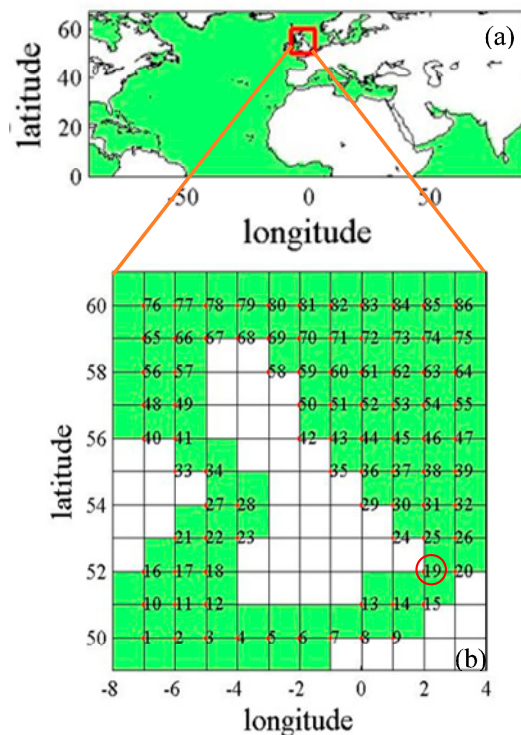 (a)
latitude
60
40
20
0
-50 0 50
longitude
60 76 77 78 79 80 81 82 83 84 85 86
65 66 67 68 69 70 71 72 73 74 75
58 56 57 58 59 60 61 62 63 64
48 49 50 51 52 53 54 55
56 40 41 42 43 44 45 46 47
33 34 35 36 37 38 39
latitude
54 27 28 29 30 31 32
21 22 23 24 25 26
52 16 17 18 19 20
10 11 12 13 14 15
50 1 2 3 4 5 6 7 8 9
(b)
-8 -6 -4 -2 0 2 4
longitude